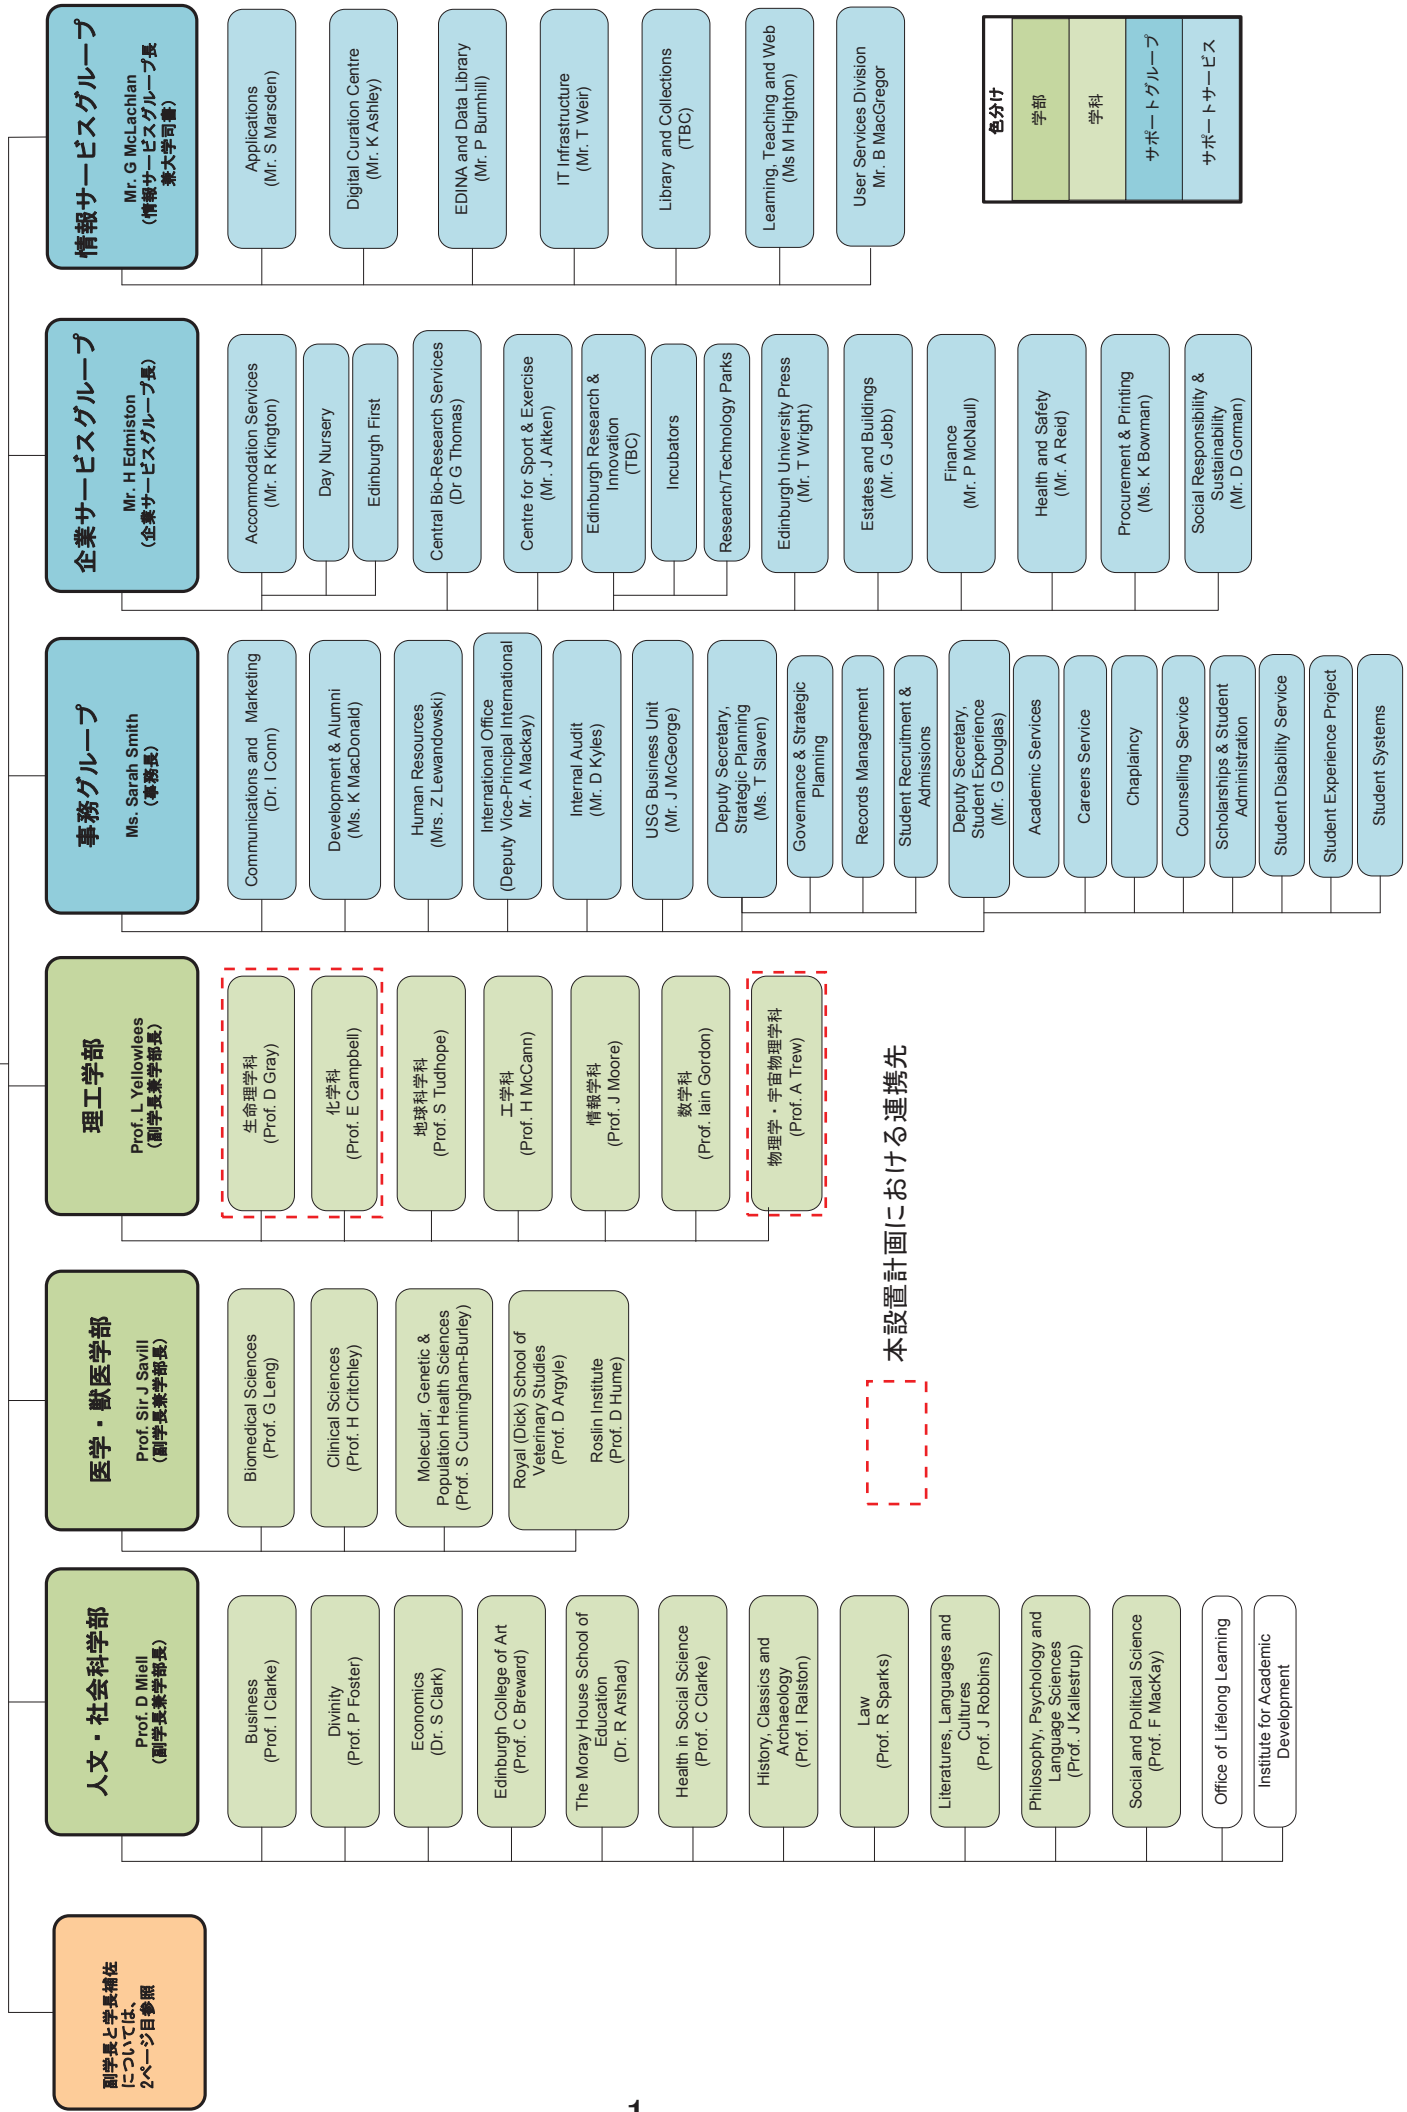 副学長と学長補佐
については、
2ページ目参照
人文・社会科学部
Prof. D Miell
（副学長兼学部長）
Business
(Prof. I Clarke)
Divinity
(Prof. P Foster)
Economics
(Dr. S Clark)
Edinburgh College of Art
(Prof. C Breward)
The Moray House School of
Education
(Dr. R Arshad)
Health in Social Science
(Prof. C Clarke)
History, Classics and
Archaeology
(Prof. I Ralston)
Law
(Prof. R Sparks)
Literatures, Languages and
Cultures
(Prof. J Robbins)
Philosophy, Psychology and
Language Sciences
(Prof. J Kallestrup)
Social and Political Science
(Prof. F MacKay)
Office of Lifelong Learning
Institute for Academic
Development
医学・獣医学部
Prof. Sir J Savill
（副学長兼学部長）
Biomedical Sciences
(Prof. G Leng)
Clinical Sciences
(Prof. H Critchley)
Molecular, Genetic &
Population Health Sciences
(Prof. S Cunningham-Burley)
Royal (Dick) School of
Veterinary Studies
(Prof. D Argyle)
Roslin Institute
(Prof. D Hume)
理工学部
Prof. L Yellowlees
（副学長兼学部長）
生命理学科
(Prof. D Gray)
化学科
(Prof. E Campbell)
地球科学科
(Prof. S Tudhope)
工学科
(Prof. H McCann)
情報学科
(Prof. J Moore)
数学科
(Prof. Iain Gordon)
物理学・宇宙物理学科
(Prof. A Trew)
本設置計画における連携先
事務グループ
Ms. Sarah Smith
（事務長）
Communications and Marketing
(Dr. I Conn)
Development & Alumni
(Ms. K MacDonald)
Human Resources
(Mrs. Z Lewandowski)
International Office
(Deputy Vice-Principal International
Mr. A Mackay)
Internal Audit
(Mr. D Kyles)
USG Business Unit
(Mr. J McGeorge)
Deputy Secretary,
Strategic Planning
(Ms. T Slaven)
Governance & Strategic
Planning
Records Management
Student Recruitment &
Admissions
Deputy Secretary,
Student Experience
(Mr. G Douglas)
Academic Services
Careers Service
Chaplaincy
Counselling Service
Scholarships & Student
Administration
Student Disability Service
Student Experience Project
Student Systems
企業サービスグループ
Mr. H Edmiston
（企業サービスグループ長）
Accommodation Services
(Mr. R Kington)
Day Nursery
Edinburgh First
Central Bio-Research Services
(Dr G Thomas)
Centre for Sport & Exercise
(Mr. J Aitken)
Edinburgh Research &
Innovation
(TBC)
Incubators
Research/Technology Parks
Edinburgh University Press
(Mr. T Wright)
Estates and Buildings
(Mr. G Jebb)
Finance
(Mr. P McNaull)
Health and Safety
(Mr. A Reid)
Procurement & Printing
(Ms. K Bowman)
Social Responsibility &
Sustainability
(Mr. D Gorman)
情報サービスグループ
Mr. G McLachlan
（情報サービスグループ長
兼大学司書）
Applications
(Mr. S Marsden)
Digital Curation Centre
(Mr. K Ashley)
EDINA and Data Library
(Mr. P Burnhill)
IT Infrastructure
(Mr. T Weir)
Library and Collections
(TBC)
Learning, Teaching and Web
(Ms M Highton)
User Services Division
Mr. B MacGregor
色分け
学部
学科
サポートグループ
サポートサービス
1